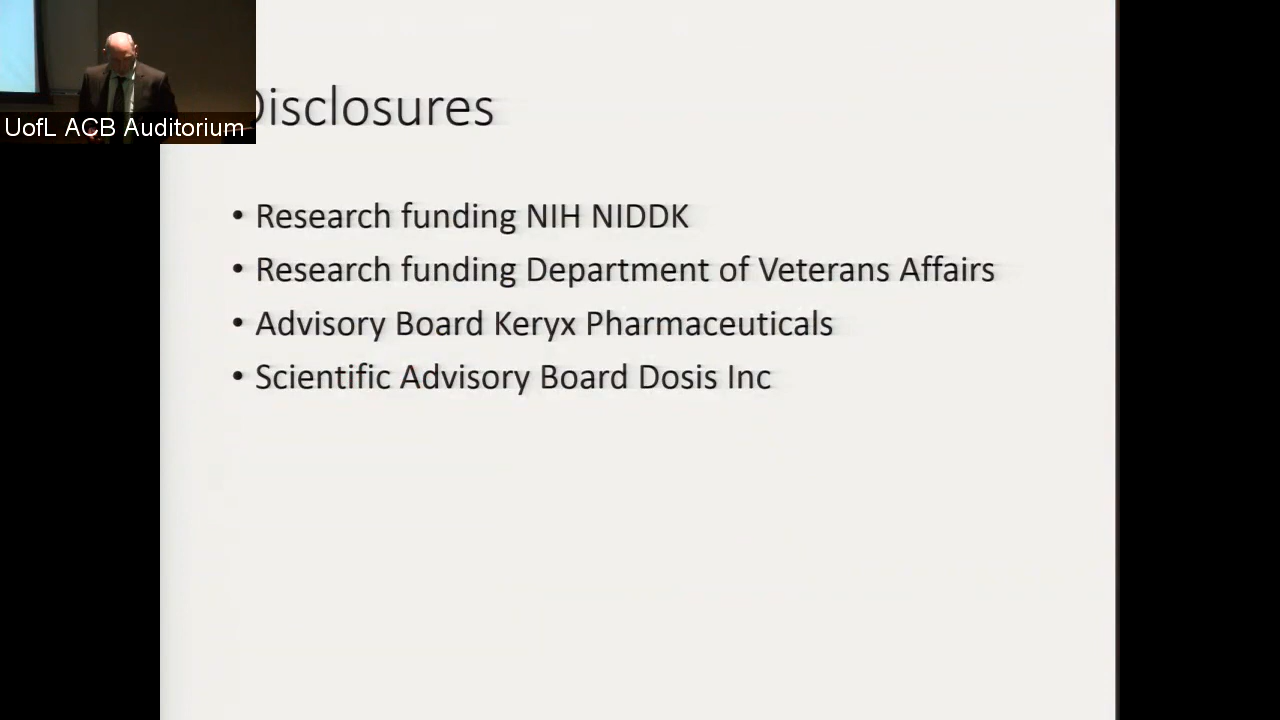 UofL ACB Auditorium
Disclosures
• Research funding NIH NIDDK
• Research funding Department of Veterans Affairs
• Advisory Board Keryx Pharmaceuticals
• Scientific Advisory Board Dosis Inc